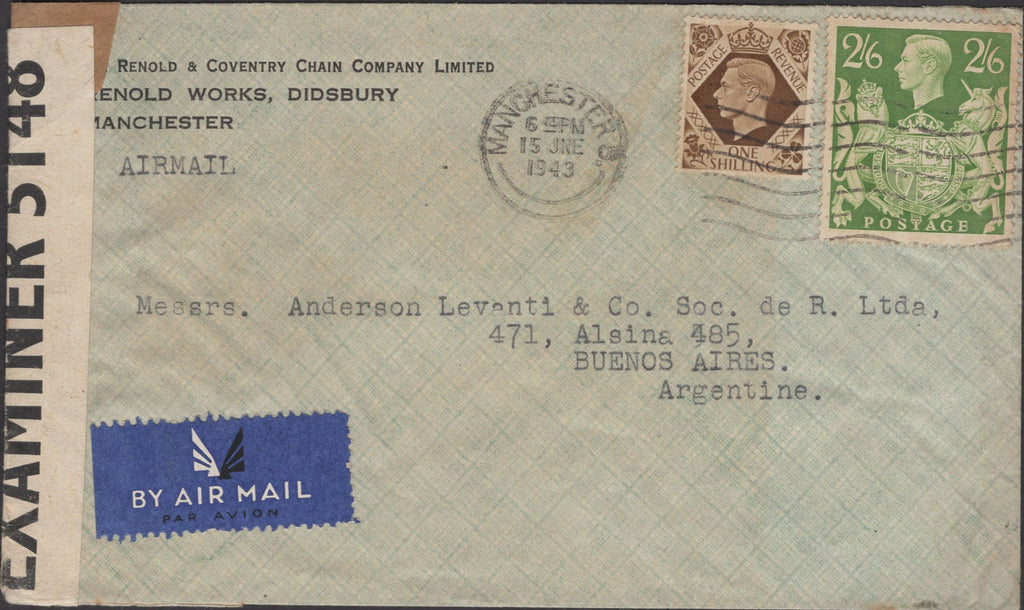 EXAMINER 5148
RENOLD & COVENTRY CHAIN COMPANY LIMITED
RENOLD WORKS, DIDSBURY
MANCHESTER
AIRMAIL
MANCHESTER
6 PM
15 JNE
1943
POSTAGE REVENUE
ONE
SHILLING
2/6 2/6
POSTAGE
Messrs. Anderson Levanti & Co. Soc. de R. Ltda,
471, Alsina 485,
BUENOS AIRES.
Argentine.
BY AIR MAIL
PAR AVION